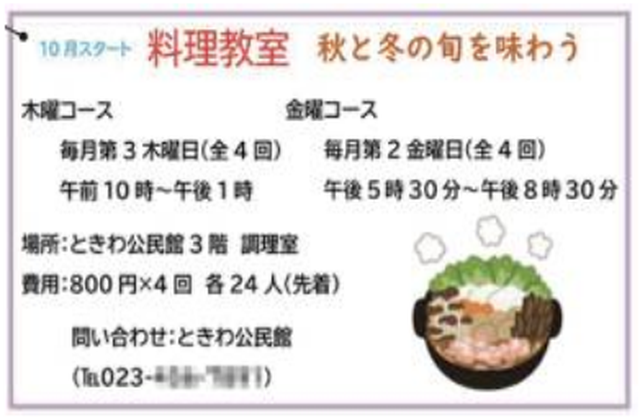 10月スタート 料理教室 秋と冬の旬を味わう
木曜コース
毎月第3木曜日(全4回)
午前10時~午後1時
金曜コース
毎月第2金曜日(全4回)
午後5時30分~午後8時30分
場所:ときわ公民館3階 調理室
費用:800円×4回 各24人(先着)
問い合わせ:ときわ公民館
(℡023-